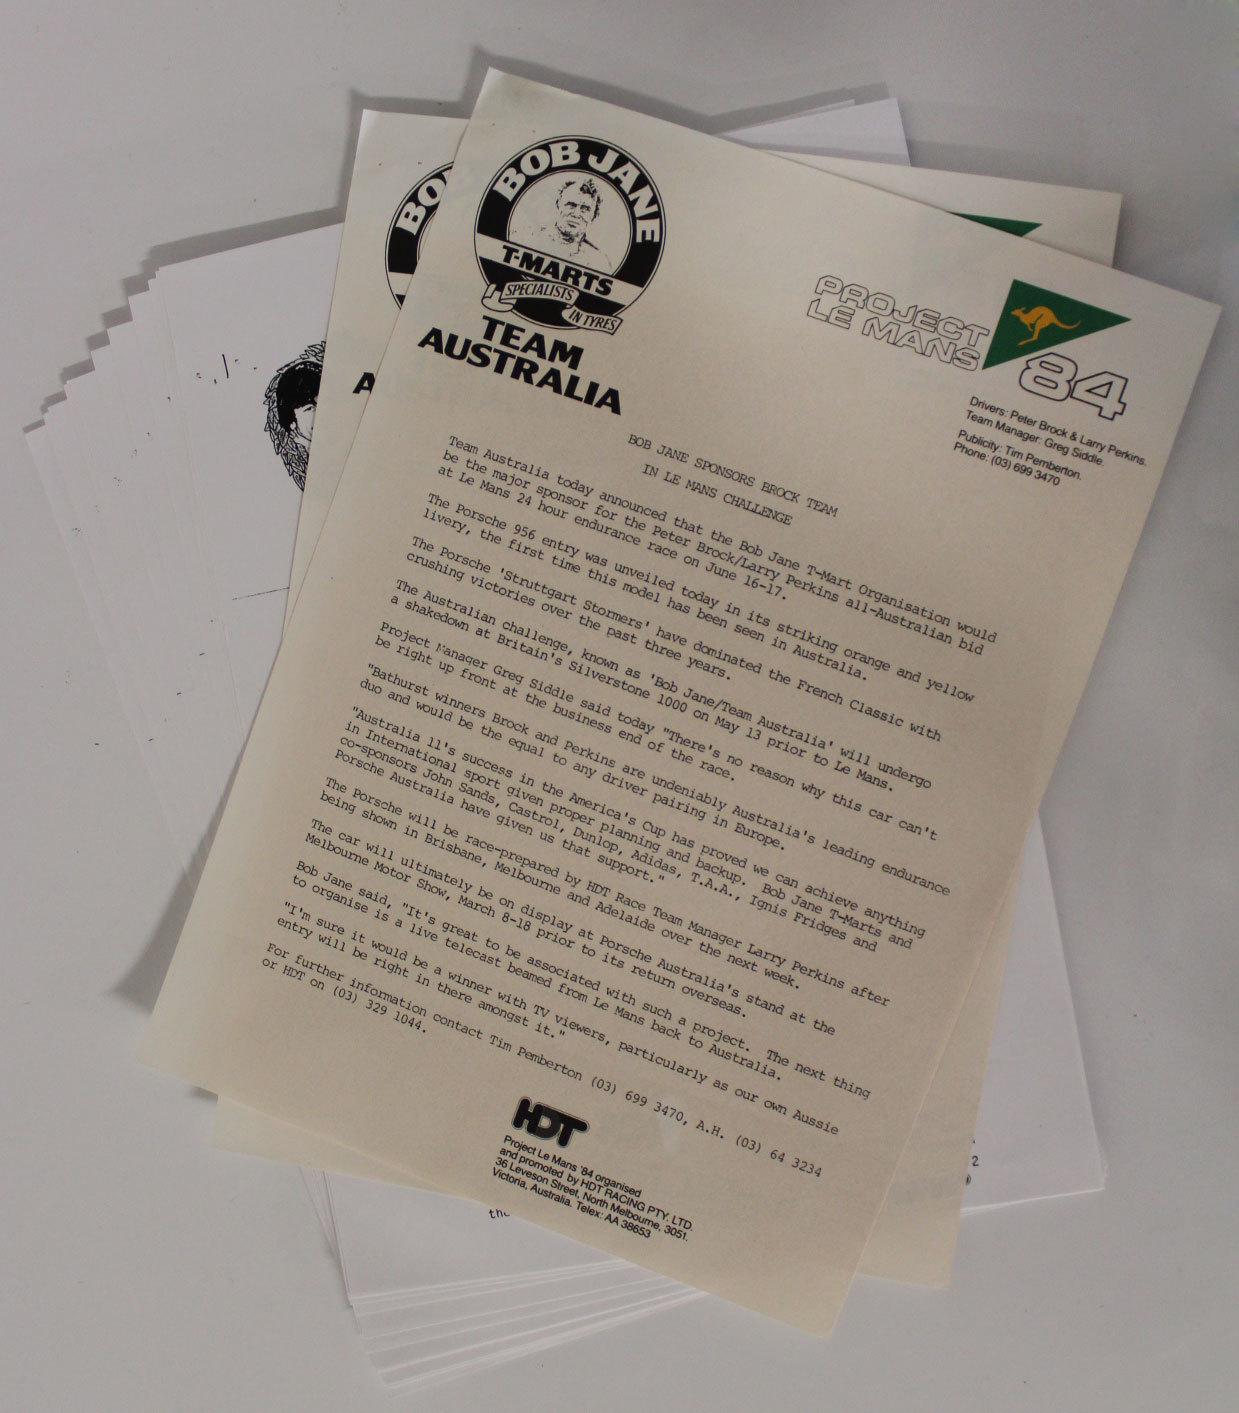 BOB JANE
T-MARTS
SPECIALISTS
IN TYRES
TEAM
AUSTRALIA
PROJECT
LE MANS
84
Drivers: Peter Brock & Larry Perkins.
Team Manager: Greg Siddle.
Publicity: Tim Pemberton.
Phone: (03) 699 3470
BOB JANE SPONSORS BROCK TEAM
IN LE MANS CHALLENGE
Team Australia today announced that the Bob Jane T-Mart Organisation would
be the major sponsor for the Peter Brock/Larry Perkins all-Australian bid
at Le Mans 24 hour endurance race on June 16-17.
The Porsche 956 entry was unveiled today in its striking orange and yellow
livery, the first time this model has been seen in Australia.
The Porsche 'Struttgart Stormers' have dominated the French Classic with
crushing victories over the past three years.
The Australian challenge, known as 'Bob Jane/Team Australia' will undergo
a shakedown at Britain's Silverstone 1000 on May 13 prior to Le Mans.
Project Manager Greg Siddle said today "There's no reason why this car can't
be right up front at the business end of the race.
"Bathurst winners Brock and Perkins are undeniably Australia's leading endurance
duo and would be the equal to any driver pairing in Europe.
"Australia 11's success in the America's Cup has proved we can achieve anything
in International sport given proper planning and backup. Bob Jane T-Marts and
co-sponsors John Sands, Castrol, Dunlop, Adidas, T.A.A., Ignis Fridges and
Porsche Australia have given us that support."
The Porsche will be race-prepared by HDT Race Team Manager Larry Perkins after
being shown in Brisbane, Melbourne and Adelaide over the next week.
The car will ultimately be on display at Porsche Australia's stand at the
Melbourne Motor Show, March 8-18 prior to its return overseas.
Bob Jane said, "It's great to be associated with such a project. The next thing
to organise is a live telecast beamed from Le Mans back to Australia.
"I'm sure it would be a winner with TV viewers, particularly as our own Aussie
entry will be right in there amongst it."
For further information contact Tim Pemberton (03) 699 3470, A.H. (03) 64 3234
or HDT on (03) 329 1044.
HDT
Project Le Mans '84 organised
and promoted by HDT RACING PTY. LTD.
36 Leveson Street, North Melbourne, 3051.
Victoria, Australia. Telex: AA 38653
BO
A
2